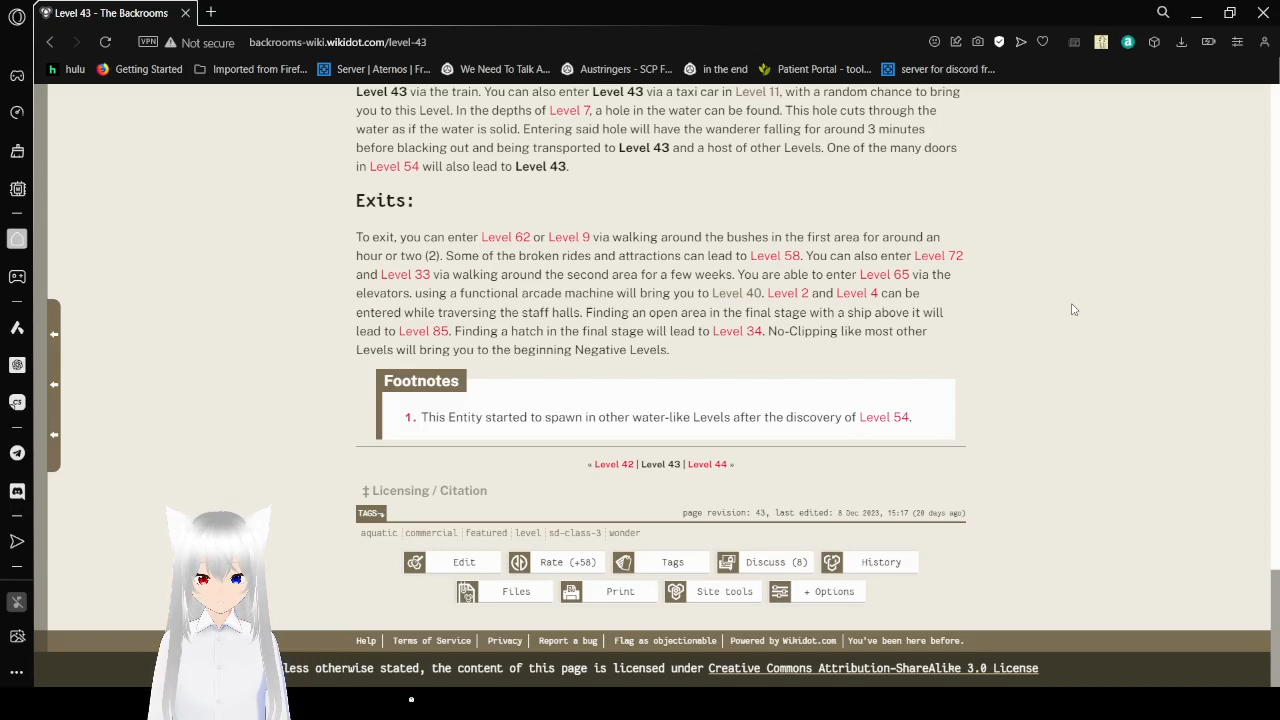 Level 43 - The Backrooms
VPN
Not secure
backrooms-wiki.wikidot.com/level-43
hulu
Getting Started
Imported from Firef...
Server | Aternos | Fr...
We Need To Talk A...
Austringers - SCP F...
in the end
Patient Portal - tool...
server for discord fr...
Level 43 via the train. You can also enter Level 43 via a taxi car in Level 11, with a random chance to bring
you to this Level. In the depths of Level 7, a hole in the water can be found. This hole cuts through the
water as if the water is solid. Entering said hole will have the wanderer falling for around 3 minutes
before blacking out and being transported to Level 43 and a host of other Levels. One of the many doors
in Level 54 will also lead to Level 43.
Exits:
To exit, you can enter Level 62 or Level 9 via walking around the bushes in the first area for around an
hour or two (2). Some of the broken rides and attractions can lead to Level 58. You can also enter Level 72
and Level 33 via walking around the second area for a few weeks. You are able to enter Level 65 via the
elevators. using a functional arcade machine will bring you to Level 40. Level 2 and Level 4 can be
entered while traversing the staff halls. Finding an open area in the final stage with a ship above it will
lead to Level 85. Finding a hatch in the final stage will lead to Level 34. No-Clipping like most other
Levels will bring you to the beginning Negative Levels.
Footnotes
1. This Entity started to spawn in other water-like Levels after the discovery of Level 54.
« Level 42 | Level 43 | Level 44 »
‡ Licensing / Citation
TAGS
page revision: 43, last edited: 8 Dec 2023, 15:17 (20 days ago)
aquatic commercial featured level sd-class-3 wonder
Edit
Rate (+58)
Tags
Discuss (8)
History
Files
Print
Site tools
+ Options
Help | Terms of Service | Privacy | Report a bug | Flag as objectionable | Powered by Wikidot.com | You've been here before.
less otherwise stated, the content of this page is licensed under Creative Commons Attribution-ShareAlike 3.0 License